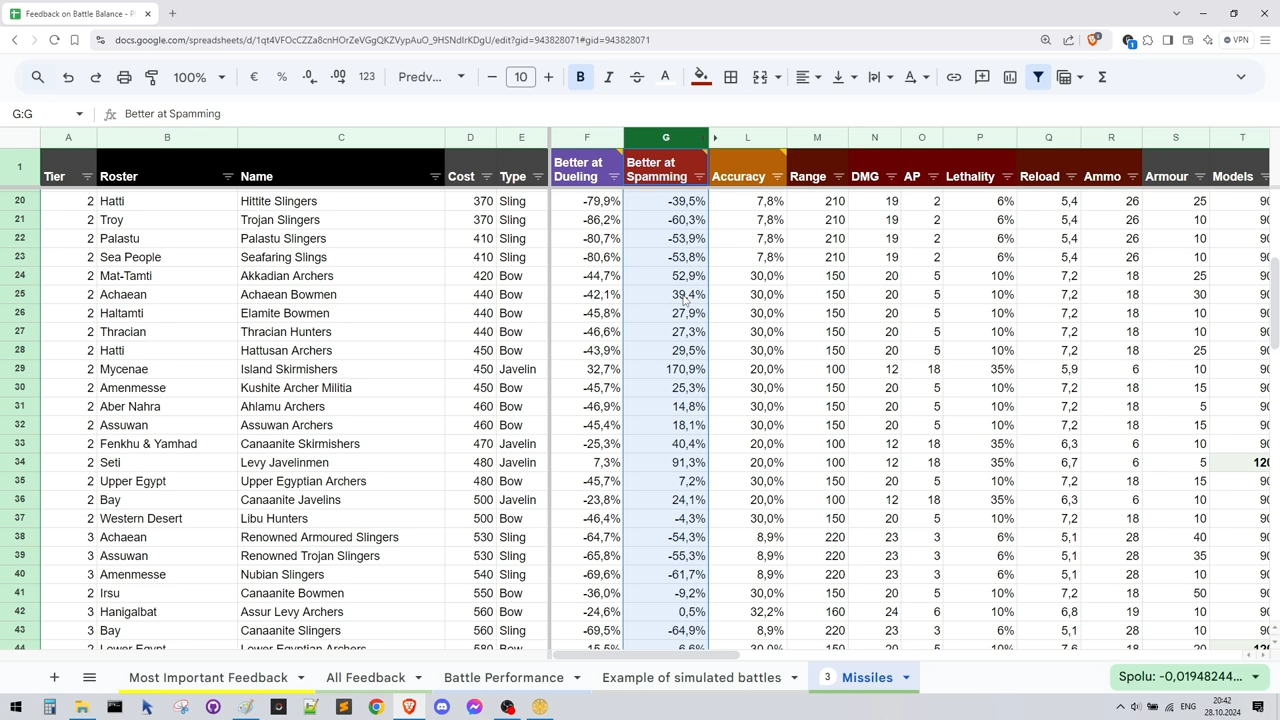 Feedback on Battle Balance - P
docs.google.com/spreadsheets/d/1qt4VFOcCZZa8cnHOrZeVGgQKZVypAuO_9HSNdIrKDgU/edit?gid=943828071#gid=943828071
VPN
100% € % .0 .00 123 Predv... 10 B I A
G:G fx Better at Spamming
A B C D E F G L M N O P Q R S T
1 Tier Roster Name Cost Type Better at Dueling Better at Spamming Accuracy Range DMG AP Lethality Reload Ammo Armour Models
20 2 Hatti Hittite Slingers 370 Sling -79,9% -39,5% 7,8% 210 19 2 6% 5,4 26 25 90
21 2 Troy Trojan Slingers 370 Sling -86,2% -60,3% 7,8% 210 19 2 6% 5,4 26 10 90
22 2 Palastu Palastu Slingers 410 Sling -80,7% -53,9% 7,8% 210 19 2 6% 5,4 26 10 90
23 2 Sea People Seafaring Slings 410 Sling -80,6% -53,8% 7,8% 210 19 2 6% 5,4 26 10 90
24 2 Mat-Tamti Akkadian Archers 420 Bow -44,7% 52,9% 30,0% 150 20 5 10% 7,2 18 25 90
25 2 Achaean Achaean Bowmen 440 Bow -42,1% 39,4% 30,0% 150 20 5 10% 7,2 18 30 90
26 2 Haltamti Elamite Bowmen 440 Bow -45,8% 27,9% 30,0% 150 20 5 10% 7,2 18 10 90
27 2 Thracian Thracian Hunters 440 Bow -46,6% 27,3% 30,0% 150 20 5 10% 7,2 18 10 90
28 2 Hatti Hattusan Archers 450 Bow -43,9% 29,5% 30,0% 150 20 5 10% 7,2 18 25 90
29 2 Mycenae Island Skirmishers 450 Javelin 32,7% 170,9% 20,0% 100 12 18 35% 5,9 6 10 90
30 2 Amenmesse Kushite Archer Militia 450 Bow -45,7% 25,3% 30,0% 150 20 5 10% 7,2 18 15 90
31 2 Aber Nahra Ahlamu Archers 460 Bow -46,9% 14,8% 30,0% 150 20 5 10% 7,2 18 5 90
32 2 Assuwan Assuwan Archers 460 Bow -45,4% 18,1% 30,0% 150 20 5 10% 7,2 18 15 90
33 2 Fenkhu & Yamhad Canaanite Skirmishers 470 Javelin -25,3% 40,4% 20,0% 100 12 18 35% 6,3 6 10 90
34 2 Seti Levy Javelinmen 480 Javelin 7,3% 91,3% 20,0% 100 12 18 35% 6,7 6 5 120
35 2 Upper Egypt Upper Egyptian Archers 480 Bow -45,7% 7,2% 30,0% 150 20 5 10% 7,2 18 15 90
36 2 Bay Canaanite Javelins 500 Javelin -23,8% 24,1% 20,0% 100 12 18 35% 6,3 6 10 90
37 2 Western Desert Libu Hunters 500 Bow -46,4% -4,3% 30,0% 150 20 5 10% 7,2 18 10 90
38 3 Achaean Renowned Armoured Slingers 530 Sling -64,7% -54,3% 8,9% 220 23 3 6% 5,1 28 40 90
39 3 Assuwan Renowned Trojan Slingers 530 Sling -65,8% -55,3% 8,9% 220 23 3 6% 5,1 28 35 90
40 3 Amenmesse Nubian Slingers 540 Sling -69,6% -61,7% 8,9% 220 23 3 6% 5,1 28 10 90
41 2 Irsu Canaanite Bowmen 550 Bow -36,0% -9,2% 30,0% 150 20 5 10% 7,2 18 50 90
42 3 Hanigalbat Assur Levy Archers 560 Bow -24,6% 0,5% 32,2% 160 24 6 10% 6,8 19 10 90
43 3 Bay Canaanite Slingers 560 Sling -69,5% -64,9% 8,9% 220 23 3 6% 5,1 28 10 90
Most Important Feedback All Feedback Battle Performance Example of simulated battles 3 Missiles Spolu: -0,01948244...
ENG 20:42
28.10.2024